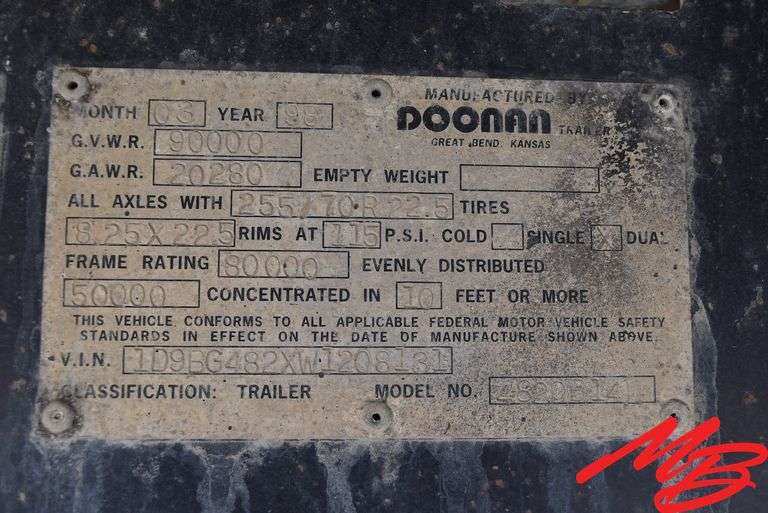 MONTH 03 YEAR 98 MANUFACTURED BY
DOONAN TRAILER
G.V.W.R. 90000 GREAT BEND, KANSAS
G.A.W.R. 20280 EMPTY WEIGHT
ALL AXLES WITH 255/70R22.5 TIRES
8.25X22.5 RIMS AT 115 P.S.I. COLD SINGLE X DUAL
FRAME RATING 80000 EVENLY DISTRIBUTED
50000 CONCENTRATED IN 10 FEET OR MORE
THIS VEHICLE CONFORMS TO ALL APPLICABLE FEDERAL MOTOR VEHICLE SAFETY
STANDARDS IN EFFECT ON THE DATE OF MANUFACTURE SHOWN ABOVE.
V.I.N. 1D9BG482XW1208131
CLASSIFICATION: TRAILER MODEL NO.
MB